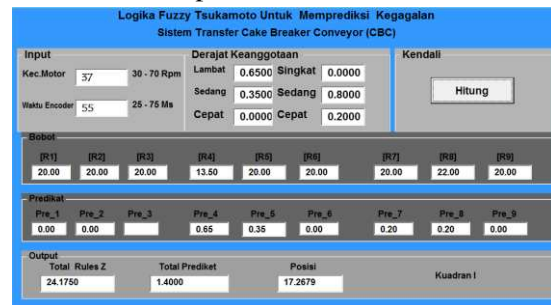 Logika Fuzzy Tsukamoto Untuk Memprediksi Kegagalan
Sistem Transfer Cake Breaker Conveyor (CBC)
Input
Kec.Motor 37 30 - 70 Rpm
Waktu Encoder 55 25 - 75 Ms
Derajat Keanggotaan
Lambat 0.6500 Singkat 0.0000
Sedang 0.3500 Sedang 0.8000
Cepat 0.0000 Cepat 0.2000
Kendali
Hitung
Bobot
[R1] [R2] [R3] [R4] [R5] [R6] [R7] [R8] [R9]
20.00 20.00 20.00 13.50 20.00 20.00 20.00 22.00 20.00
Predikat
Pre_1 Pre_2 Pre_3 Pre_4 Pre_5 Pre_6 Pre_7 Pre_8 Pre_9
0.00 0.00 0.65 0.35 0.00 0.20 0.20 0.00
Output
Total Rules Z Total Prediket Posisi
24.1750 1.4000 17.2679 Kuadran I